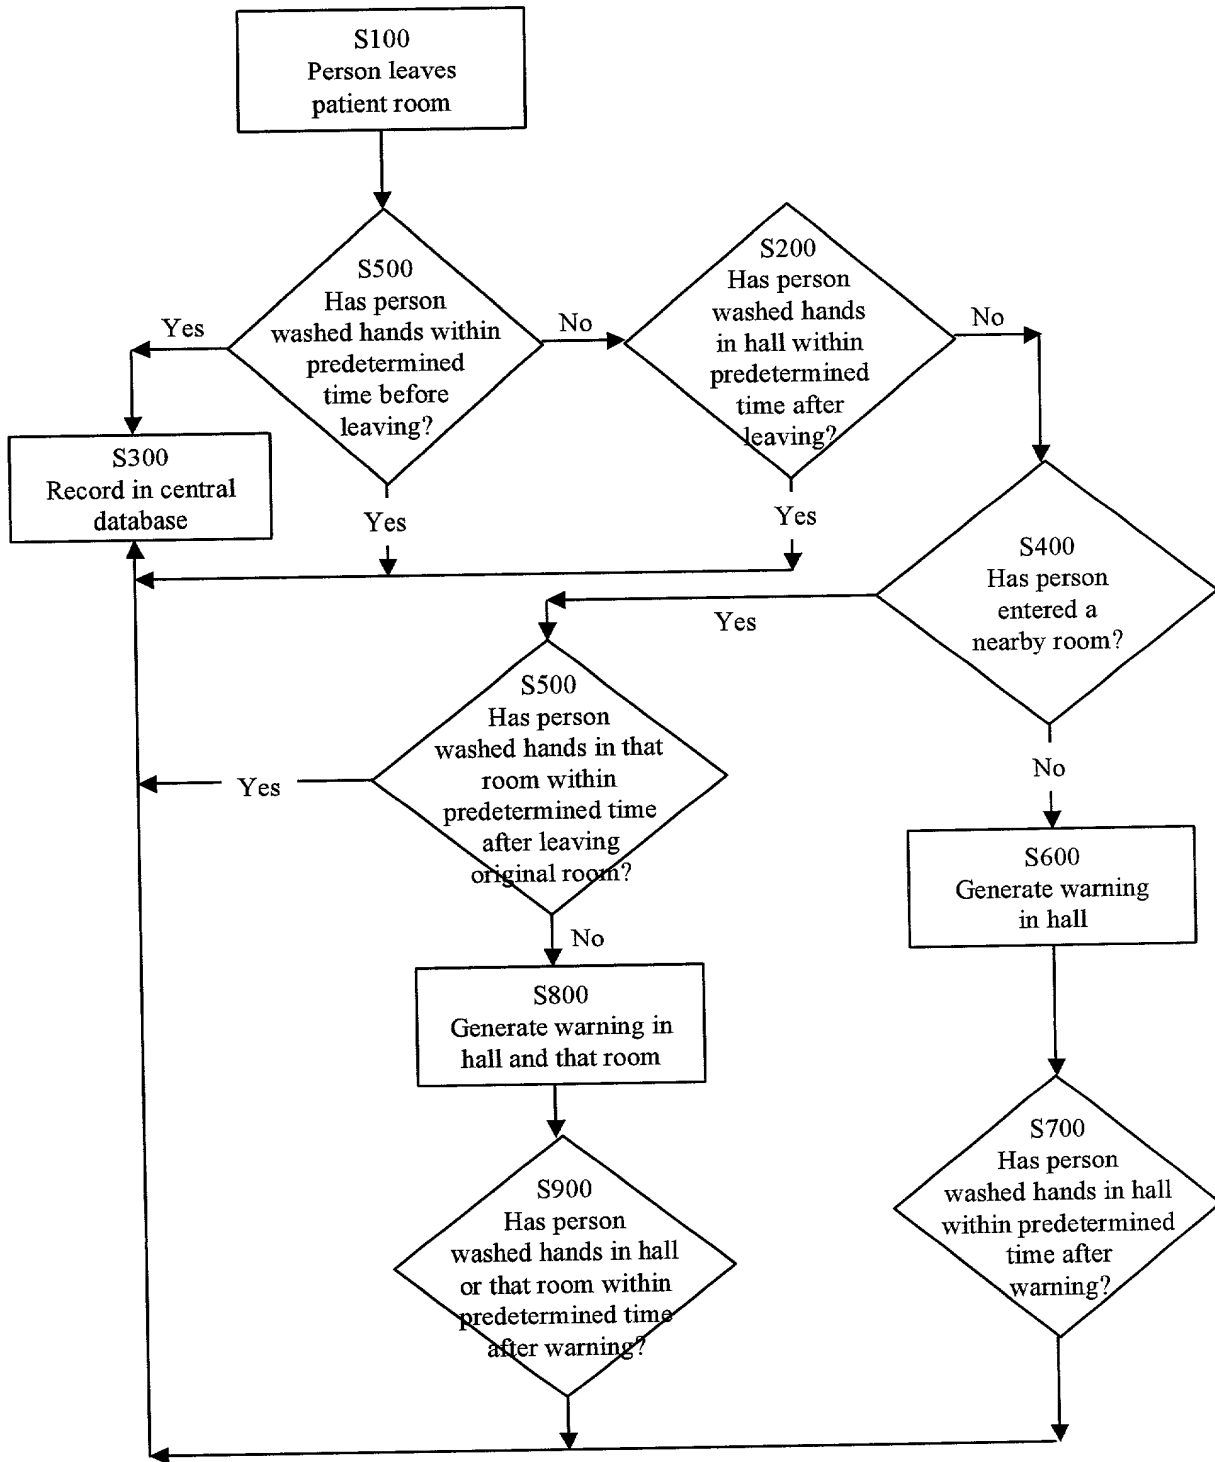 S100
Person leaves
patient room
S500
Has person
washed hands within
predetermined
time before
leaving?
Yes
No
Yes
S200
Has person
washed hands
in hall within
predetermined
time after
leaving?
No
Yes
S300
Record in central
database
S400
Has person
entered a
nearby room?
Yes
No
S500
Has person
washed hands in that
room within
predetermined time
after leaving
original room?
Yes
No
S600
Generate warning
in hall
S800
Generate warning in
hall and that room
S700
Has person
washed hands in hall
within predetermined
time after
warning?
S900
Has person
washed hands in hall
or that room within
predetermined time
after warning?